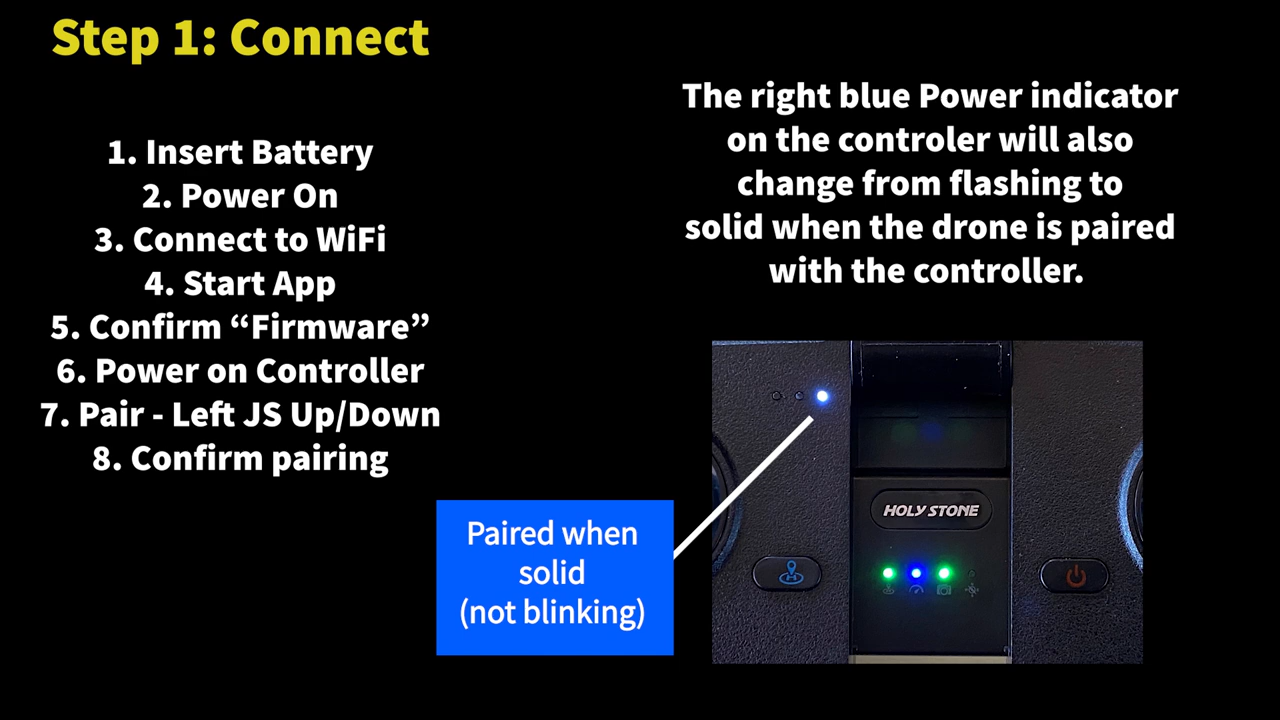 Step 1: Connect
1. Insert Battery
2. Power On
3. Connect to WiFi
4. Start App
5. Confirm “Firmware”
6. Power on Controller
7. Pair - Left JS Up/Down
8. Confirm pairing
The right blue Power indicator
on the controler will also
change from flashing to
solid when the drone is paired
with the controller.
Paired when
solid
(not blinking)
HOLY STONE
H